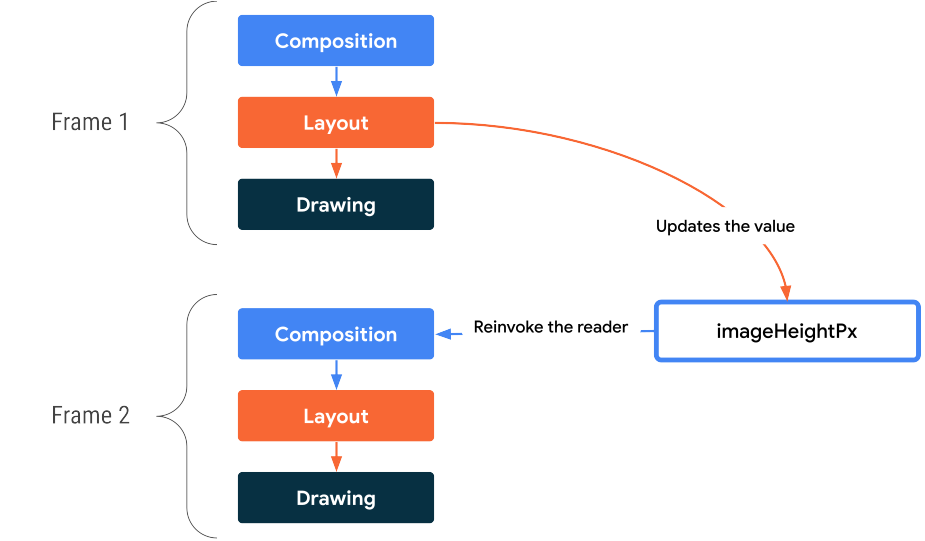 Composition
Frame 1
Layout
Drawing
Updates the value
Composition
Reinvoke the reader
imageHeightPx
Frame 2
Layout
Drawing